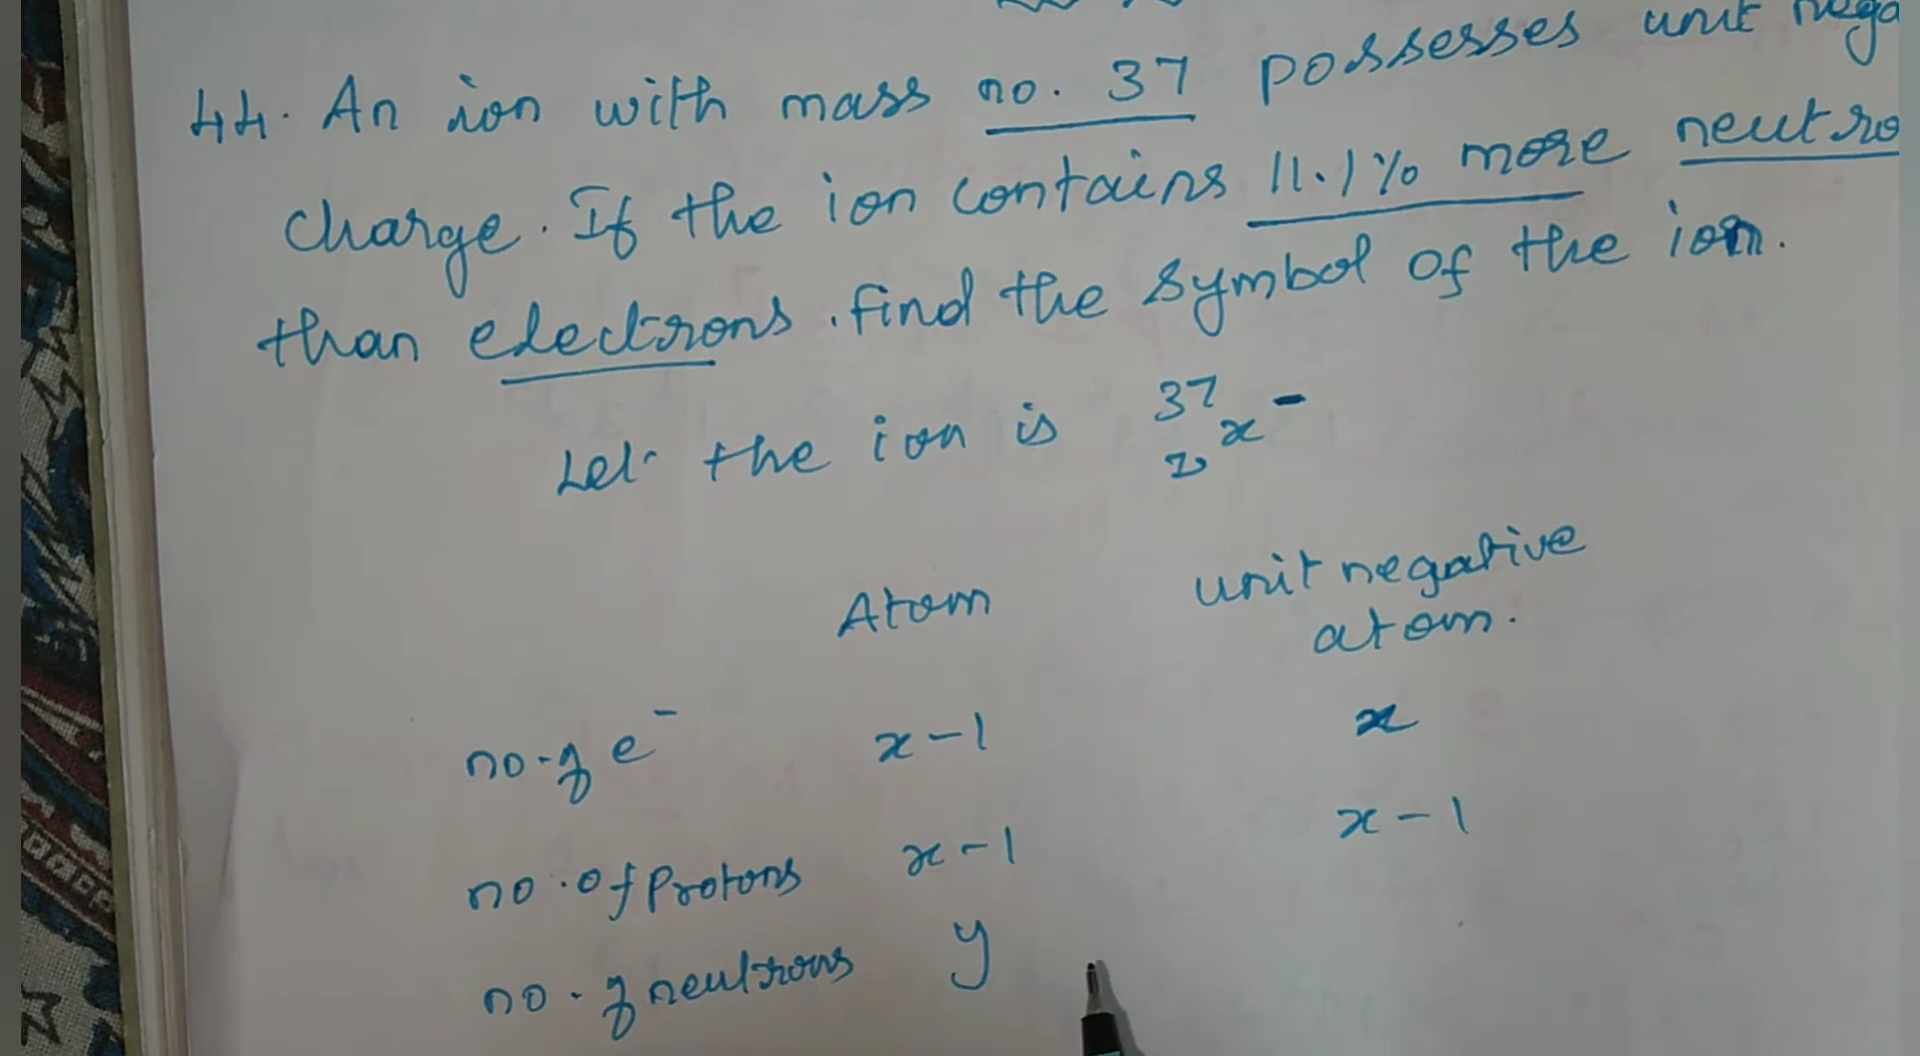 44. An ion with mass no. 37 possesses unit nega
charge. If the ion contains 11.1% more neutro
than electrons. find the symbol of the ion.
Let the ion is 37 z x -
Atom unit negative
atom.
no. of e- x-1 x
no. of Protons x-1 x-1
no. of neutrons y